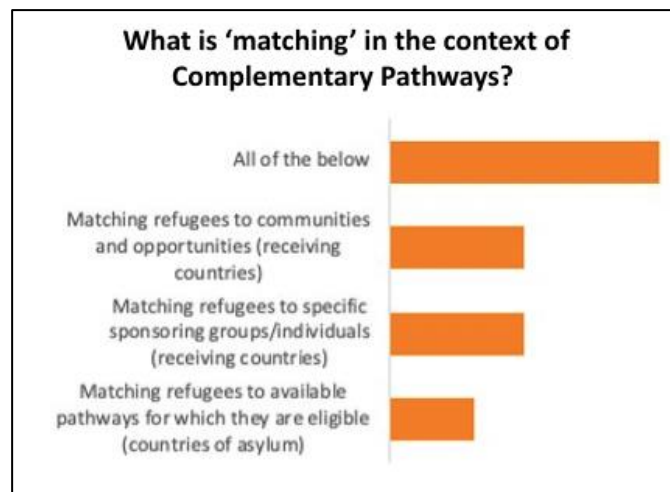 What is ‘matching’ in the context of
Complementary Pathways?
All of the below
Matching refugees to communities
and opportunities (receiving
countries)
Matching refugees to specific
sponsoring groups/individuals
(receiving countries)
Matching refugees to available
pathways for which they are eligible
(countries of asylum)